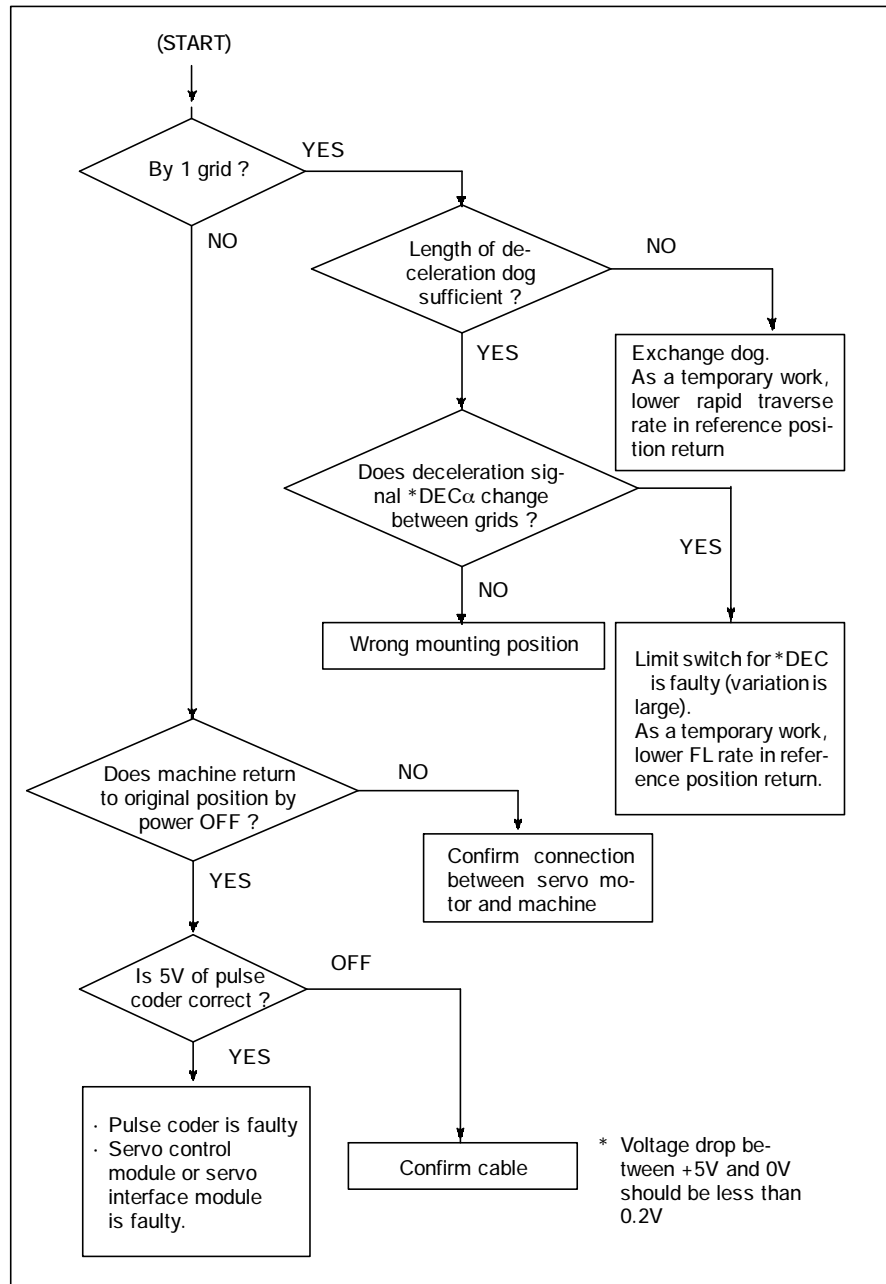 (START)
By 1 grid ?
YES
NO
Length of de-
celeration dog
sufficient ?
NO
YES
Exchange dog.
As a temporary work,
lower rapid traverse
rate in reference posi-
tion return
Does deceleration sig-
nal *DECα change
between grids ?
YES
NO
Wrong mounting position
Limit switch for *DEC
is faulty (variation is
large).
As a temporary work,
lower FL rate in refer-
ence position return.
Does machine return
to original position by
power OFF ?
NO
YES
Confirm connection
between servo mo-
tor and machine
Is 5V of pulse
coder correct ?
OFF
YES
· Pulse coder is faulty
· Servo control
module or servo
interface module
is faulty.
Confirm cable
* Voltage drop be-
tween +5V and 0V
should be less than
0.2V